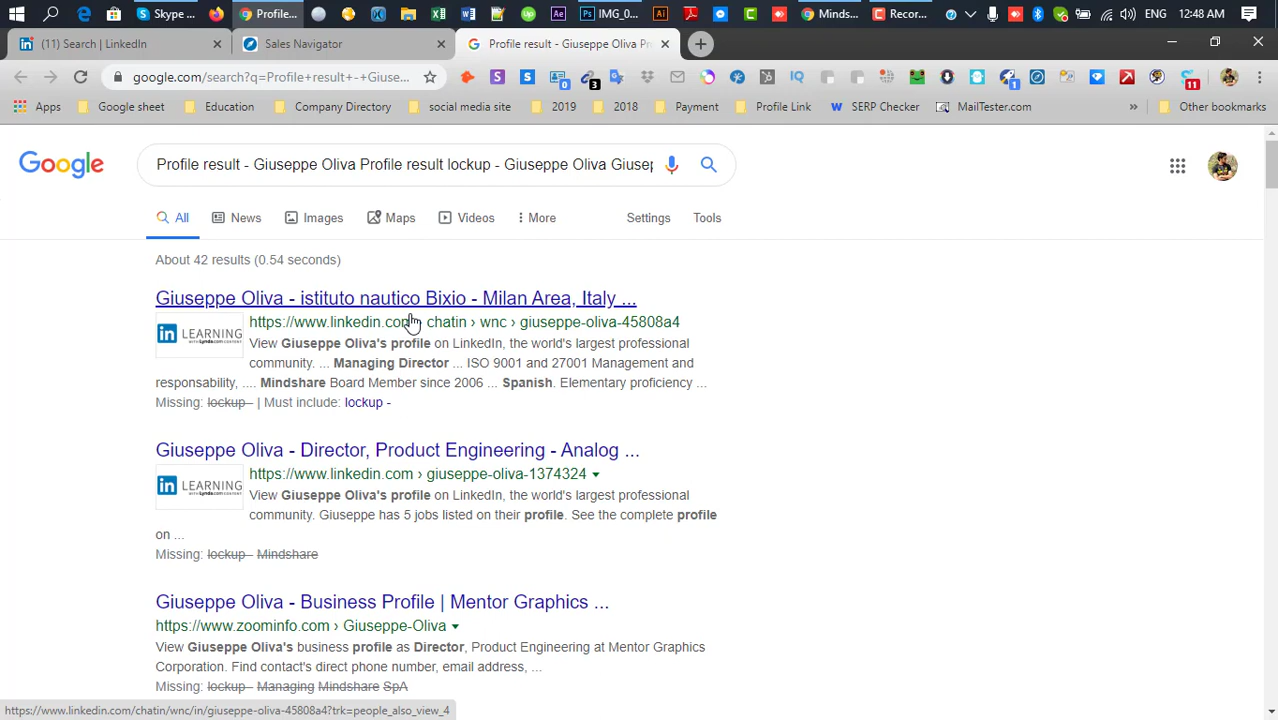 Skype ...
Profile...
IMG_0...
Minds...
Recor...
ENG
12:48 AM
(11) Search | LinkedIn
Sales Navigator
Profile result - Giuseppe Oliva Pr
google.com/search?q=Profile+result+-+Giuse...
0
3
1
11
Apps
Google sheet
Education
Company Directory
social media site
2019
2018
Payment
Profile Link
SERP Checker
MailTester.com
Other bookmarks
Google
Profile result - Giuseppe Oliva Profile result lockup - Giuseppe Oliva Giusep
All
News
Images
Maps
Videos
More
Settings
Tools
About 42 results (0.54 seconds)
Giuseppe Oliva - istituto nautico Bixio - Milan Area, Italy ...
https://www.linkedin.com › chatin › wnc › giuseppe-oliva-45808a4
LEARNING
View Giuseppe Oliva's profile on LinkedIn, the world's largest professional
community. ... Managing Director ... ISO 9001 and 27001 Management and
responsability, .... Mindshare Board Member since 2006 ... Spanish. Elementary proficiency ...
Missing: lockup - | Must include: lockup -
Giuseppe Oliva - Director, Product Engineering - Analog ...
https://www.linkedin.com › giuseppe-oliva-1374324
LEARNING
View Giuseppe Oliva's profile on LinkedIn, the world's largest professional
community. Giuseppe has 5 jobs listed on their profile. See the complete profile
on ...
Missing: lockup - Mindshare
Giuseppe Oliva - Business Profile | Mentor Graphics ...
https://www.zoominfo.com › Giuseppe-Oliva
View Giuseppe Oliva's business profile as Director, Product Engineering at Mentor Graphics
Corporation. Find contact's direct phone number, email address, ...
Missing: lockup - Managing Mindshare SpA
https://www.linkedin.com/chatin/wnc/in/giuseppe-oliva-45808a4?trk=people_also_view_4